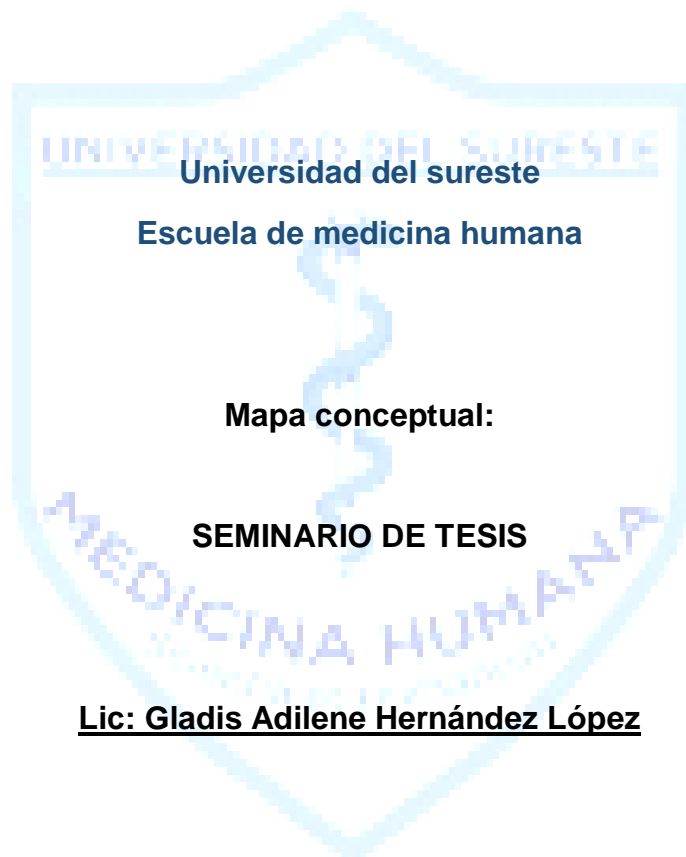 UNIVERSIDAD DEL SURESTE
Universidad del sureste
Escuela de medicina humana
Mapa conceptual:
SEMINARIO DE TESIS
MEDICINA HUMANA
Lic: Gladis Adilene Hernández López